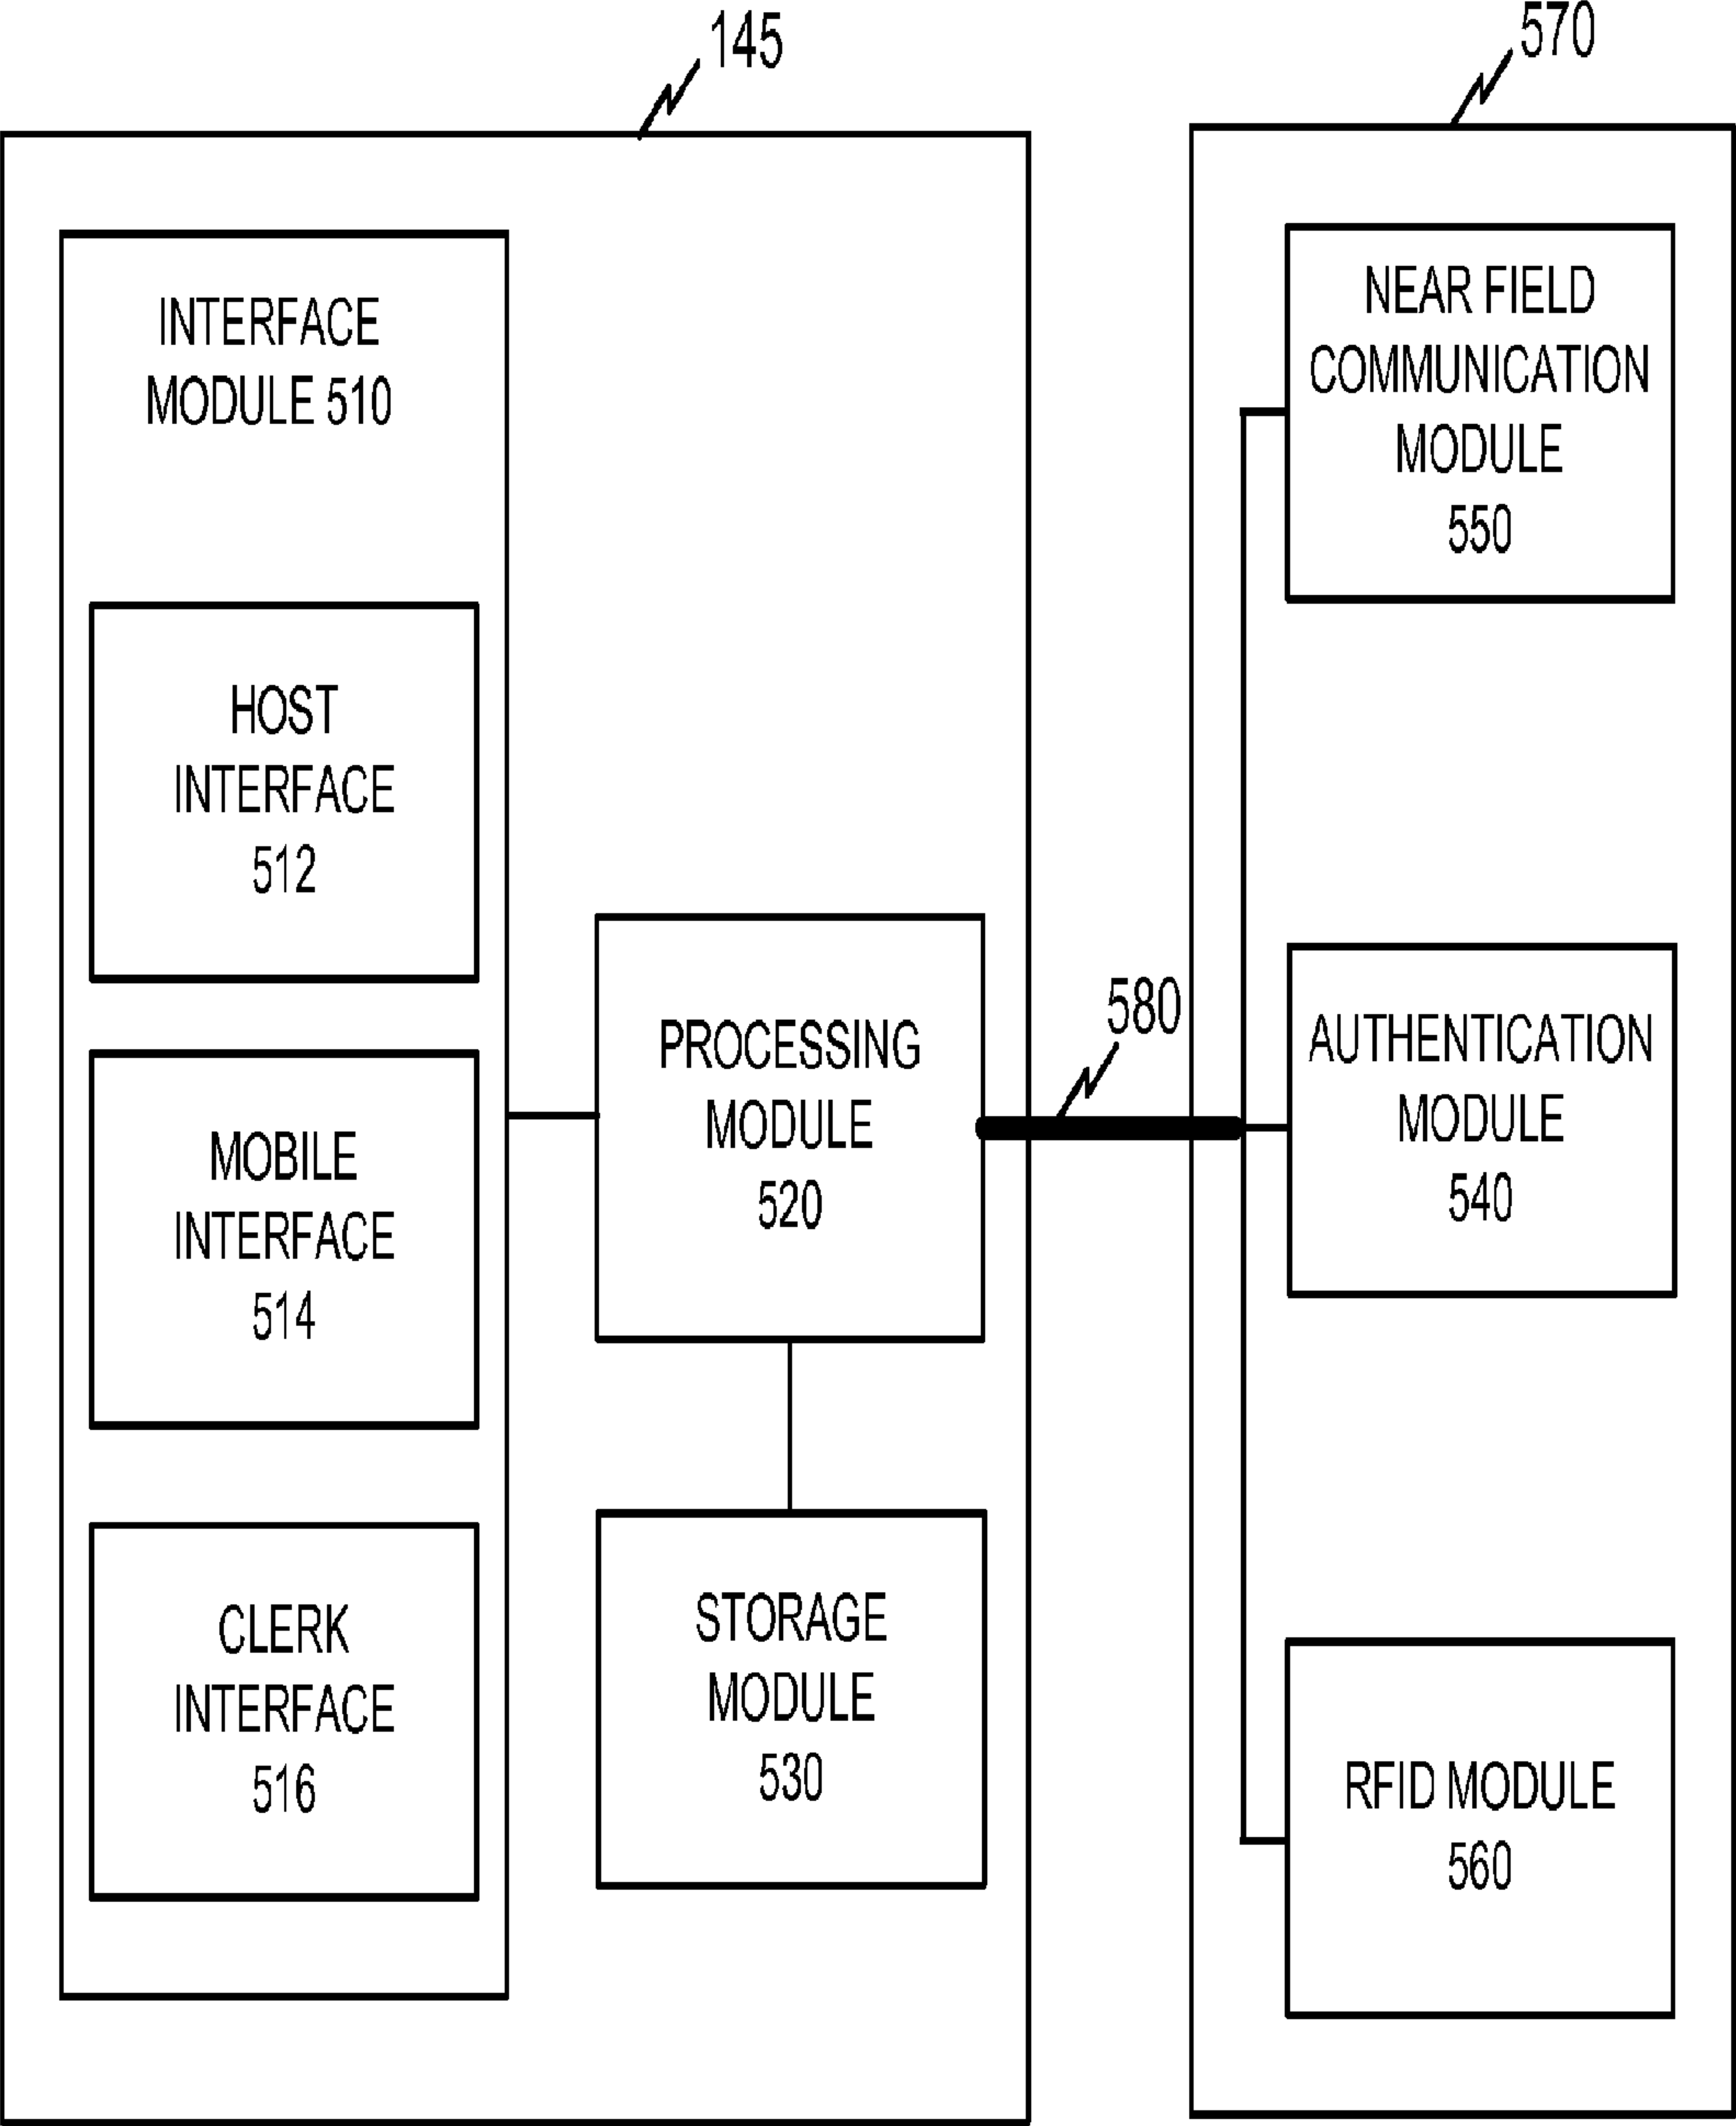 145
570
INTERFACE
MODULE 510
HOST
INTERFACE
512
MOBILE
INTERFACE
514
CLERK
INTERFACE
516
PROCESSING
MODULE
520
STORAGE
MODULE
530
580
NEAR FIELD
COMMUNICATION
MODULE
550
AUTHENTICATION
MODULE
540
RFID MODULE
560